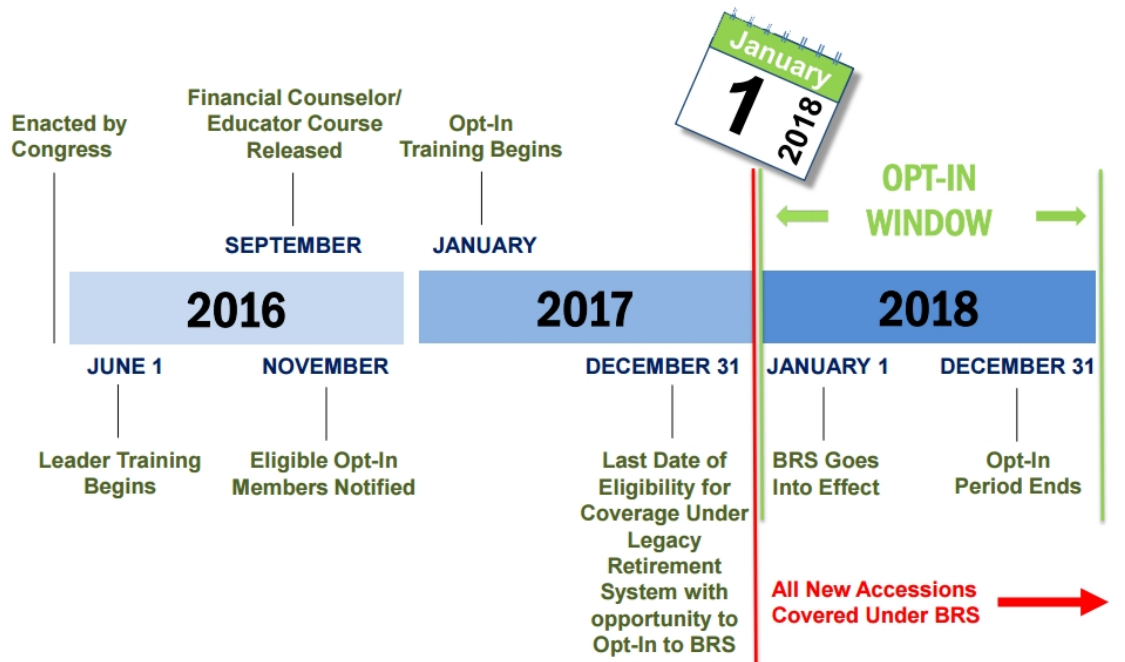 January
1
2018
Enacted by
Congress
Financial Counselor/
Educator Course
Released
Opt-In
Training Begins
OPT-IN
WINDOW
SEPTEMBER
JANUARY
2016
2017
2018
JUNE 1
NOVEMBER
DECEMBER 31
JANUARY 1
DECEMBER 31
Leader Training
Begins
Eligible Opt-In
Members Notified
Last Date of
Eligibility for
Coverage Under
Legacy
Retirement
System with
opportunity to
Opt-In to BRS
BRS Goes
Into Effect
Opt-In
Period Ends
All New Accessions
Covered Under BRS